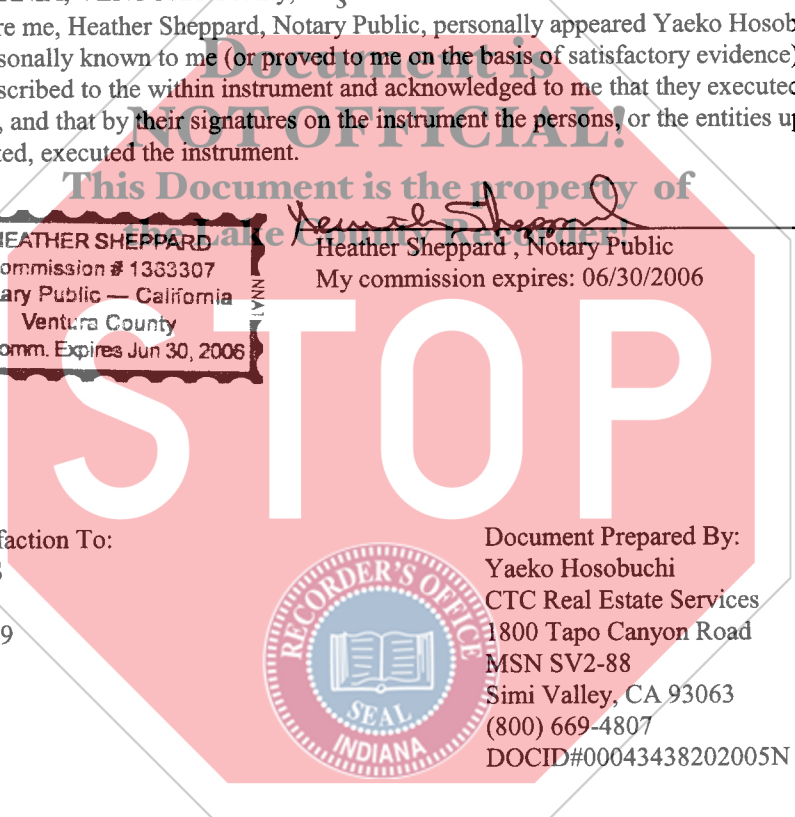 re me, Heather Sheppard, Notary Public, personally appeared Yaeko Hosob
sonally known to me (or proved to me on the basis of satisfactory evidence)
scribed to the within instrument and acknowledged to me that they executed
, and that by their signatures on the instrument the persons, or the entities up
ted, executed the instrument.
Document is
NOT OFFICIAL!
This Document is the property of
the Lake County Recorder!
Heather Sheppard
Heather Sheppard , Notary Public
My commission expires: 06/30/2006
HEATHER SHEPPARD
ommission # 1363307
ary Public — California
Ventura County
omm. Expires Jun 30, 2006
NNA1
STOP
faction To:
9
Document Prepared By:
Yaeko Hosobuchi
CTC Real Estate Services
1800 Tapo Canyon Road
MSN SV2-88
Simi Valley, CA 93063
(800) 669-4807
DOCID#00043438202005N
RECORDER'S OFFICE
SEAL
INDIANA